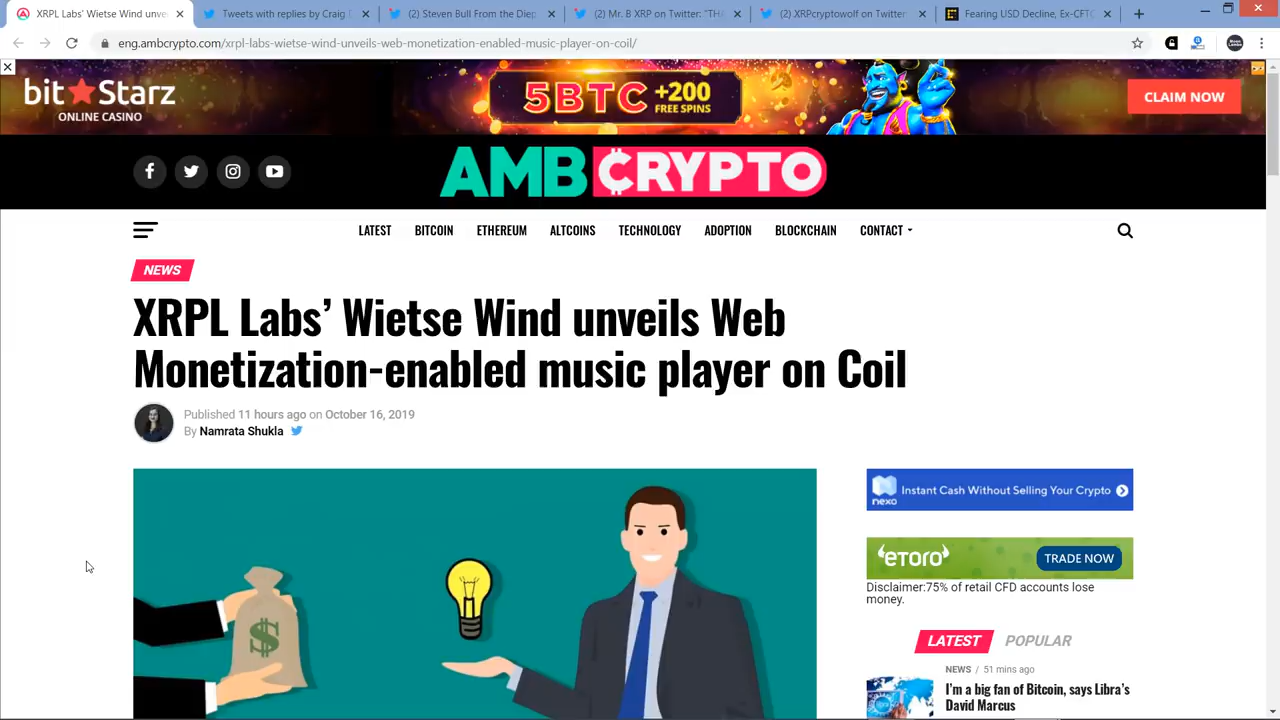 XRPL Labs' Wietse Wind unve
Tweets with replies by Craig
(2) Steven Bull From the Dee
(2) Mr. B XRP on Twitter: "THA
(2) XRPcryptowolf on Twitter
Fearing USD Decline, Ex-CFTC
eng.ambcrypto.com/xrpl-labs-wietse-wind-unveils-web-monetization-enabled-music-player-on-coil/
bitStarz
ONLINE CASINO
5BTC +200
FREE SPINS
CLAIM NOW
AMBCRYPTO
LATEST
BITCOIN
ETHEREUM
ALTCOINS
TECHNOLOGY
ADOPTION
BLOCKCHAIN
CONTACT
NEWS
XRPL Labs' Wietse Wind unveils Web
Monetization-enabled music player on Coil
Published 11 hours ago on October 16, 2019
By Namrata Shukla
$
nexo
Instant Cash Without Selling Your Crypto
eToro
TRADE NOW
Disclaimer:75% of retail CFD accounts lose
money.
LATEST
POPULAR
NEWS / 51 mins ago
I'm a big fan of Bitcoin, says Libra's
David Marcus